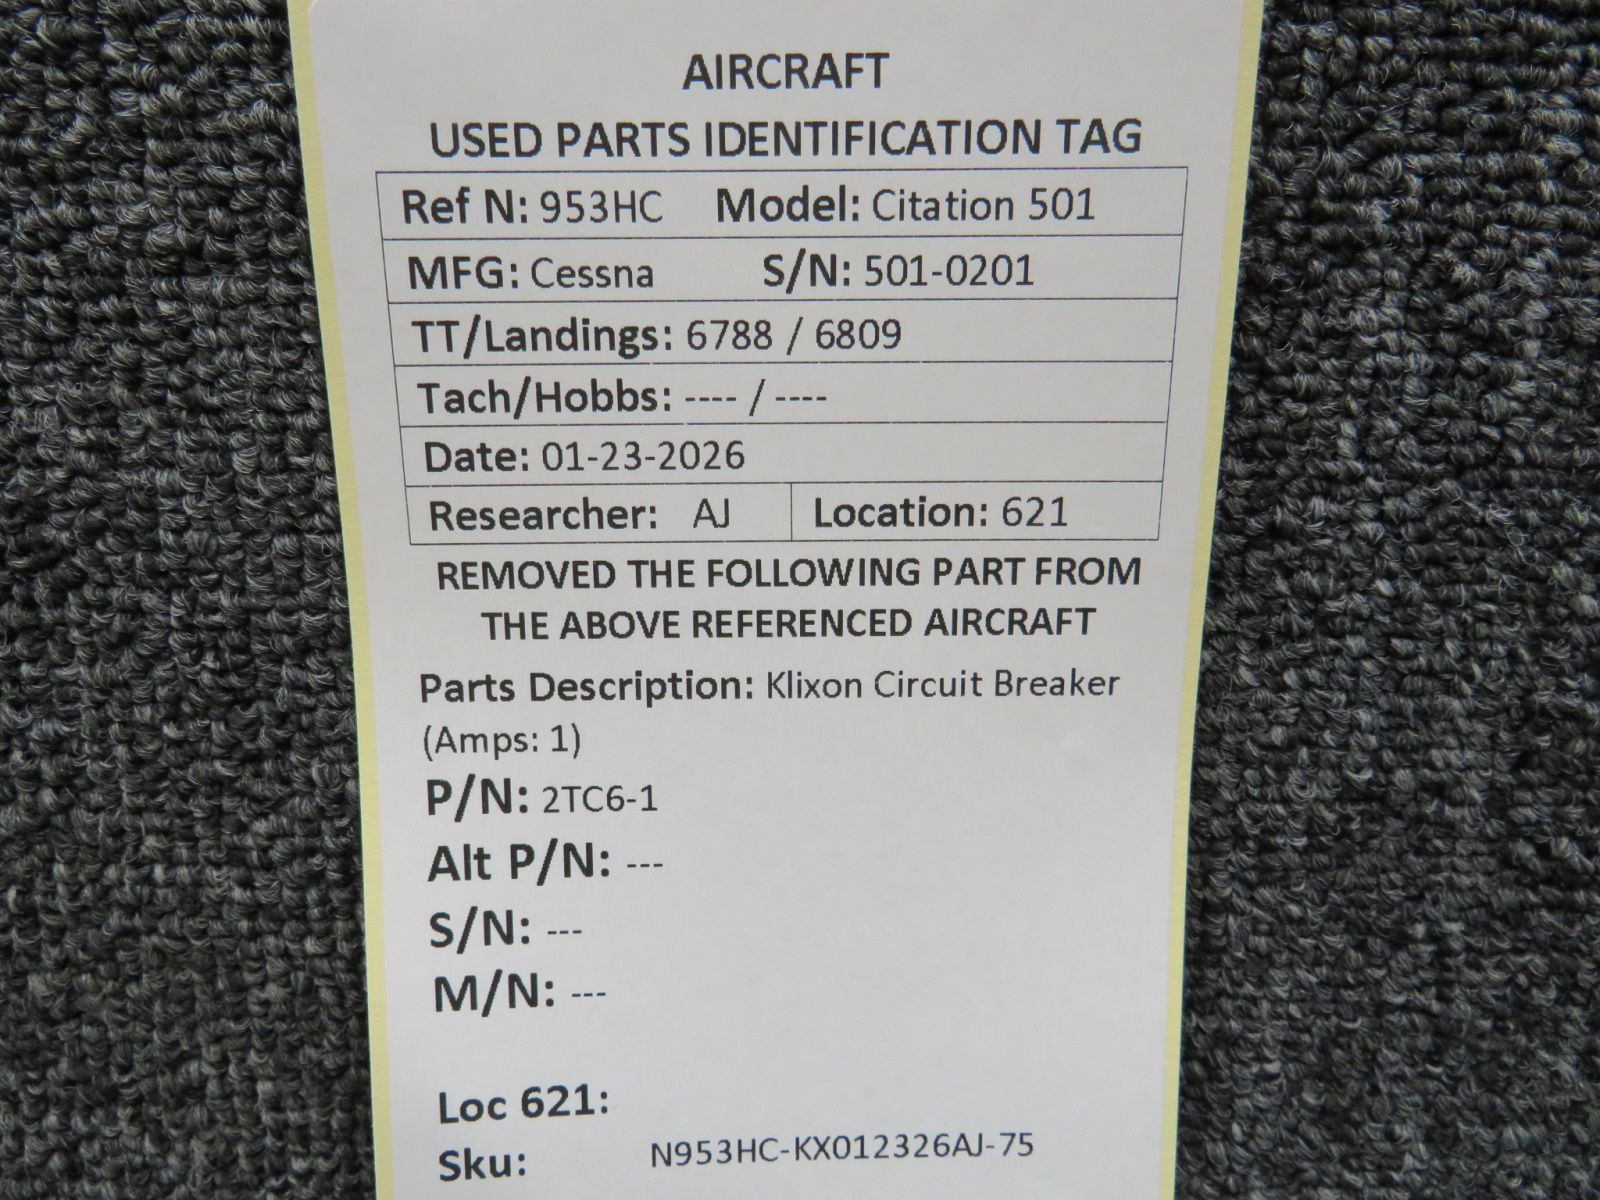 AIRCRAFT
USED PARTS IDENTIFICATION TAG
Ref N: 953HC Model: Citation 501
MFG: Cessna S/N: 501-0201
TT/Landings: 6788 / 6809
Tach/Hobbs: ---- / ----
Date: 01-23-2026
Researcher: AJ Location: 621
REMOVED THE FOLLOWING PART FROM
THE ABOVE REFERENCED AIRCRAFT
Parts Description: Klixon Circuit Breaker
(Amps: 1)
P/N: 2TC6-1
Alt P/N: ---
S/N: ---
M/N: ---
Loc 621:
Sku: N953HC-KX012326AJ-75